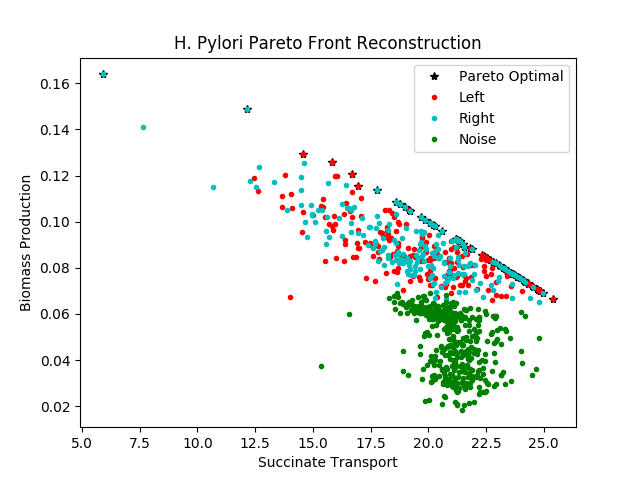 H. Pylori Pareto Front Reconstruction
Pareto Optimal
Left
Right
Noise
Biomass Production
0.16
0.14
0.12
0.10
0.08
0.06
0.04
0.02
5.0 7.5 10.0 12.5 15.0 17.5 20.0 22.5 25.0
Succinate Transport